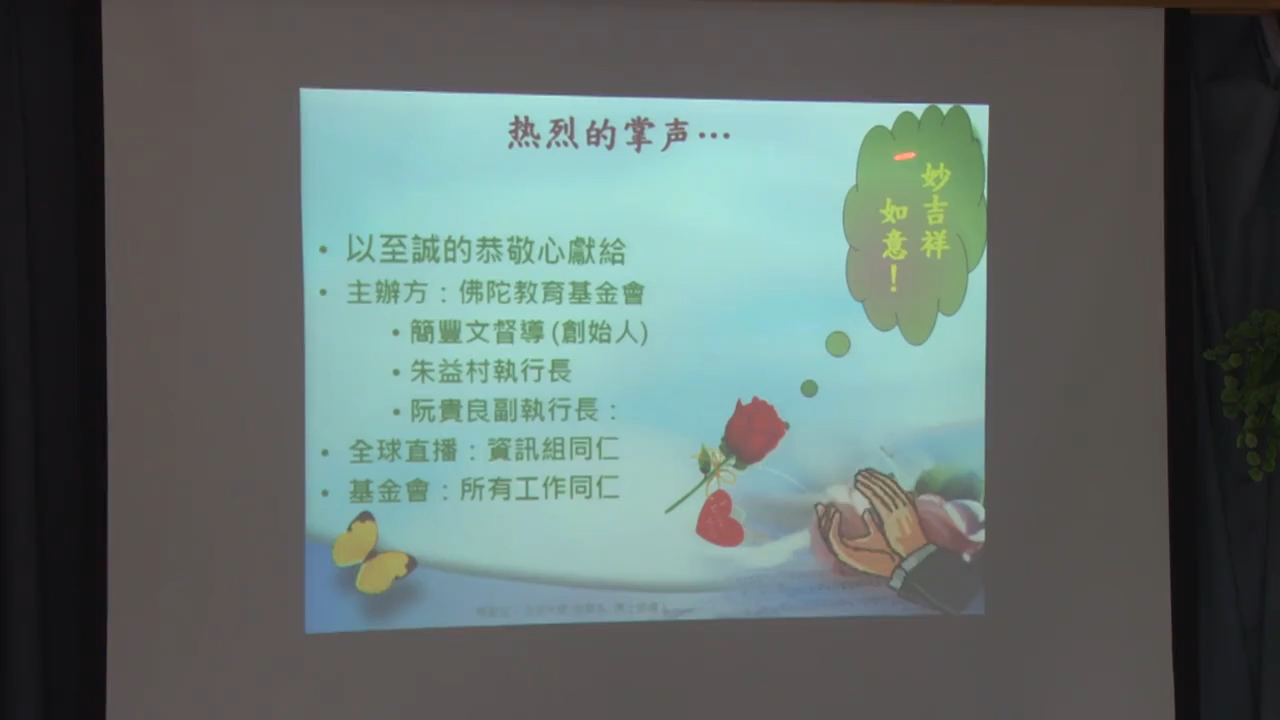 热烈的掌声…
妙吉祥
如意！
• 以至誠的恭敬心獻給
• 主辦方：佛陀教育基金會
• 簡豐文督導(創始人)
• 朱益村執行長
• 阮貴良副執行長：
• 全球直播：資訊組同仁
• 基金會：所有工作同仁